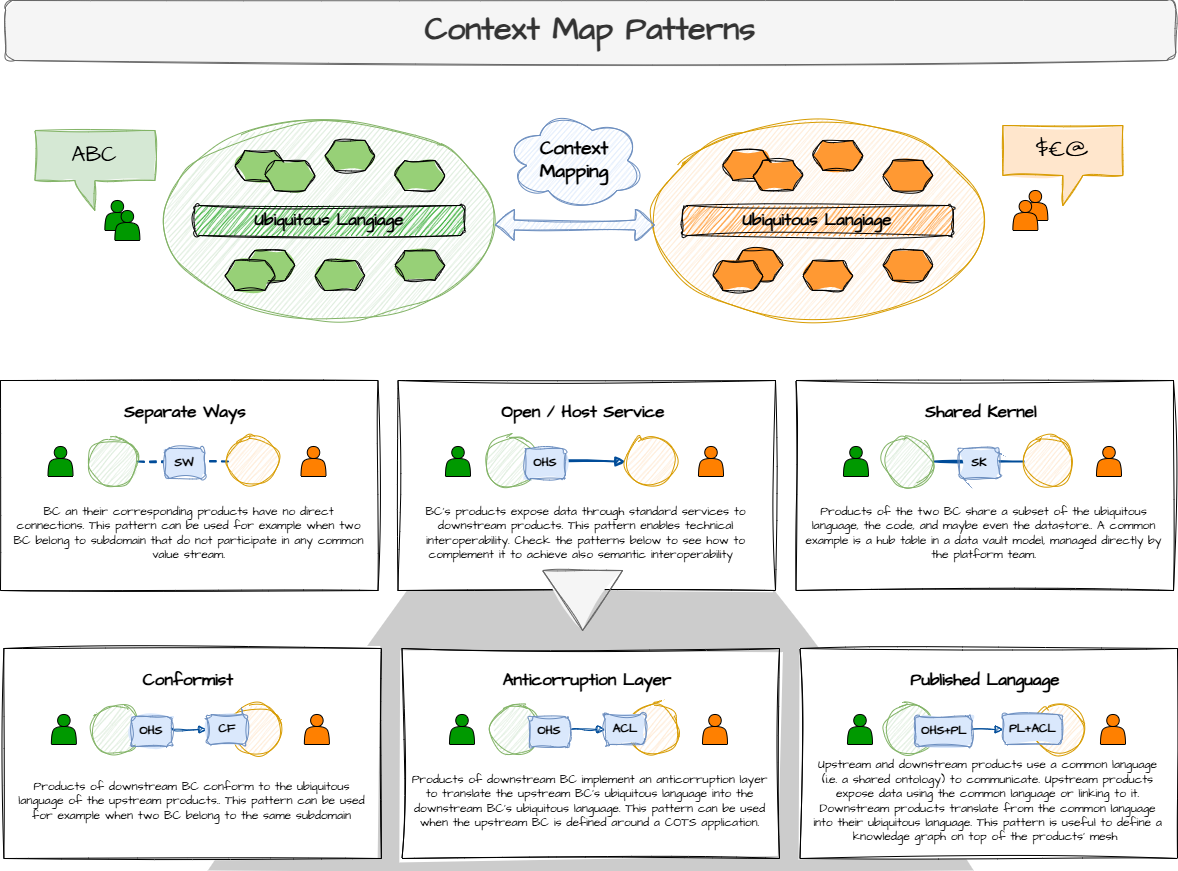 Context Map Patterns
ABC
Context
Mapping
$€@
Ubiquitous Langiage
Ubiquitous Langiage
Separate Ways
SW
BC an their corresponding products have no direct
connections. This pattern can be used for example when two
BC belong to subdomain that do not participate in any common
value stream.
Open / Host Service
OHS
BC's products expose data through standard services to
downstream products. This pattern enables technical
interoperability. Check the patterns below to see how to
complement it to achieve also semantic interoperability
Shared Kernel
SK
Products of the two BC share a subset of the ubiquitous
language, the code, and maybe even the datastore.. A common
example is a hub table in a data vault model, managed directly by
the platform team.
Conformist
OHS
CF
Products of downstream BC conform to the ubiquitous
language of the upstream products.. This pattern can be used
for example when two BC belong to the same subdomain
Anticorruption Layer
OHS
ACL
Products of downstream BC implement an anticorruption layer
to translate the upstream BC's ubiquitous language into the
downstream BC's ubiquitous language. This pattern can be used
when the upstream BC is defined around a COTS application.
Published Language
OHS+PL
PL+ACL
Upstream and downstream products use a common language
(i.e. a shared ontology) to communicate. Upstream products
expose data using the common language or linking to it.
Downstream products translate from the common language
into their ubiquitous language. This pattern is useful to define a
knowledge graph on top of the products' mesh